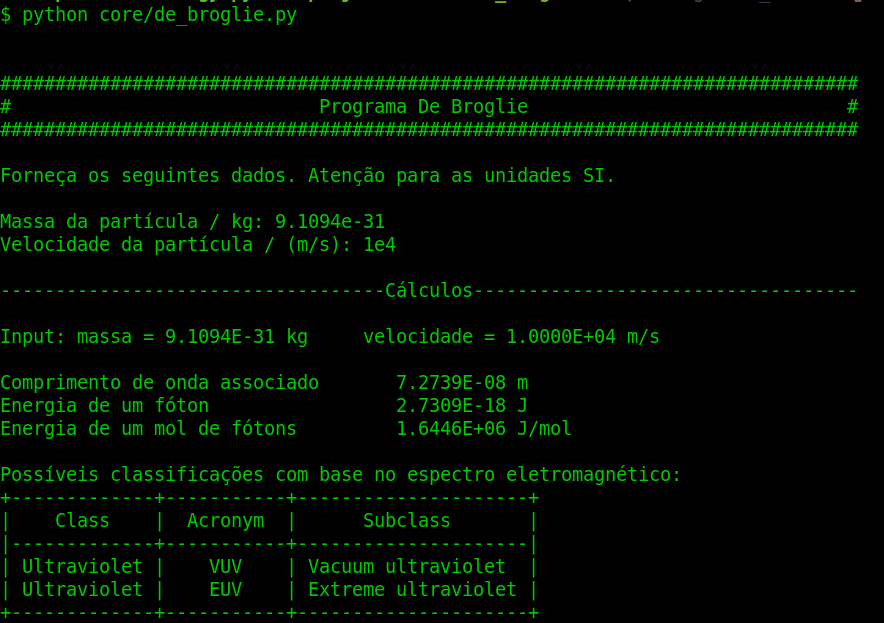 $ python core/de_broglie.py
##############################################################################
#                            Programa De Broglie                             #
##############################################################################
Forneça os seguintes dados. Atenção para as unidades SI.
Massa da partícula / kg: 9.1094e-31
Velocidade da partícula / (m/s): 1e4
-----------------------------------Cálculos-----------------------------------
Input: massa = 9.1094E-31 kg     velocidade = 1.0000E+04 m/s
Comprimento de onda associado       7.2739E-08 m
Energia de um fóton                 2.7309E-18 J
Energia de um mol de fótons         1.6446E+06 J/mol
Possíveis classificações com base no espectro eletromagnético:
+-------------+-----------+---------------------+
|    Class    |  Acronym  |      Subclass       |
|-------------+-----------+---------------------|
| Ultraviolet |    VUV    | Vacuum ultraviolet  |
| Ultraviolet |    EUV    | Extreme ultraviolet |
+-------------+-----------+---------------------+